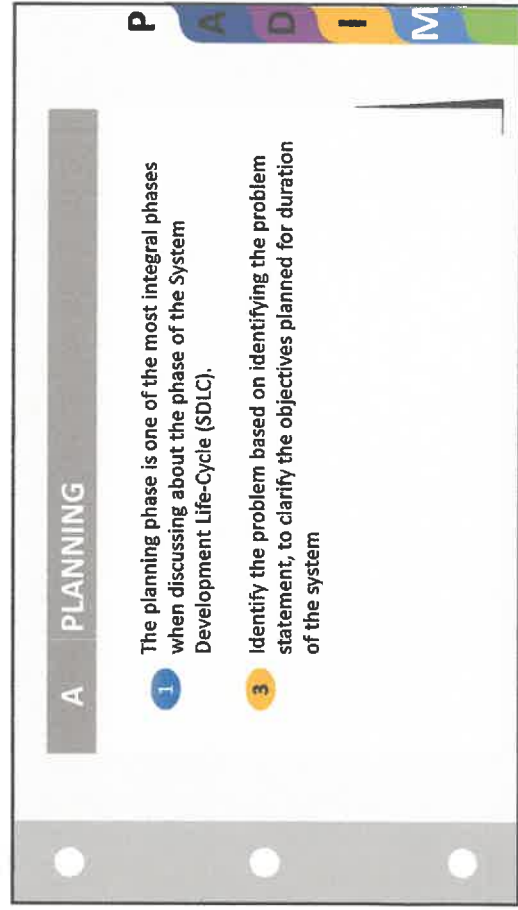 A PLANNING
1 The planning phase is one of the most integral phases
when discussing about the phase of the System
Development Life-Cycle (SDLC).
3 Identify the problem based on identifying the problem
statement, to clarify the objectives planned for duration
of the system
P
A
D
I
M